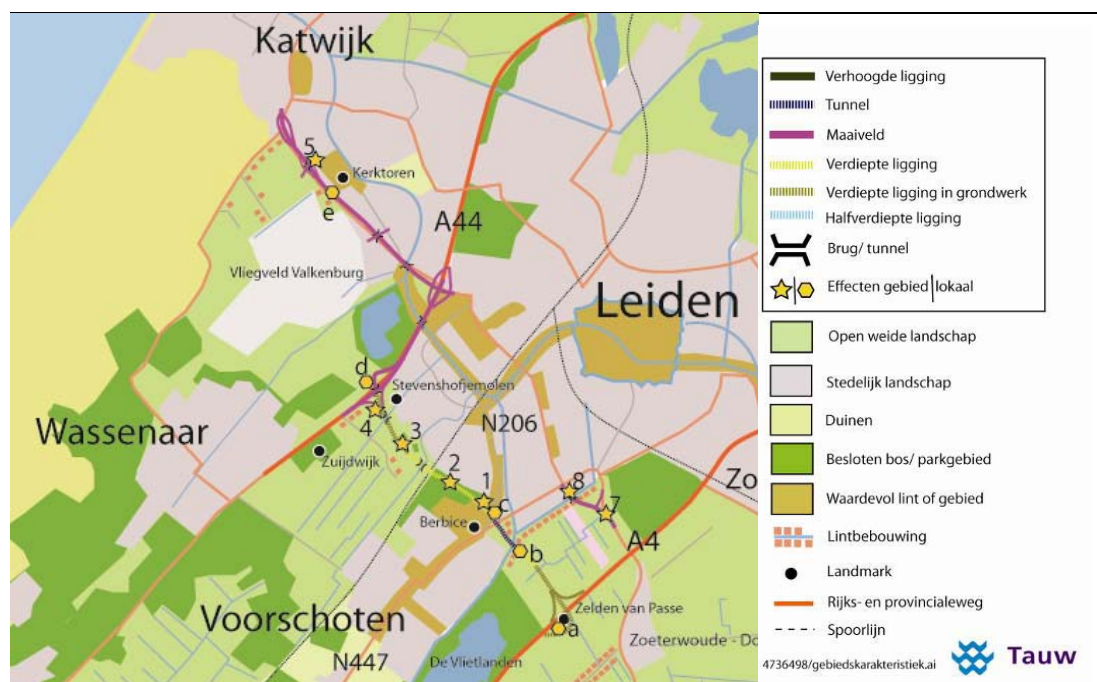 Katwijk
5
Kerktoren
e
A44
Vliegveld Valkenburg
Leiden
d
Stevenshofjemolen
Wassenaar
4
3
N206
Zuijdwijk
2
1
8
Zo
c
7
Berbice
A4
b
Zelden van Passe
Voorschoten
a
Zoeterwoude - Do
N447
De Vlietlanden
Verhoogde ligging
Tunnel
Maaiveld
Verdiepte ligging
Verdiepte ligging in grondwerk
Halfverdiepte ligging
Brug/ tunnel
Effecten gebied | lokaal
Open weide landschap
Stedelijk landschap
Duinen
Besloten bos/ parkgebied
Waardevol lint of gebied
Lintbebouwing
Landmark
Rijks- en provincialeweg
Spoorlijn
4736498/gebiedskarakteristiek.ai
Tauw